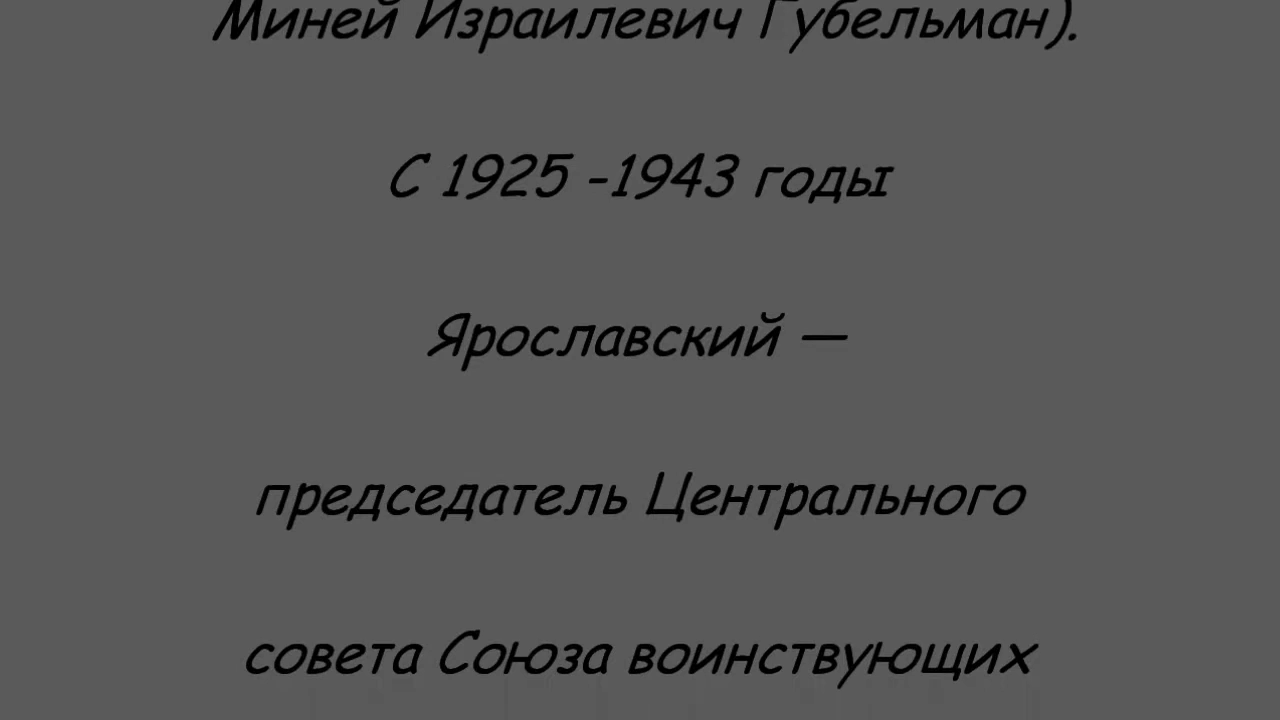 Миней Израилевич Губельман).
С 1925 -1943 годы
Ярославский —
председатель Центрального
совета Союза воинствующих